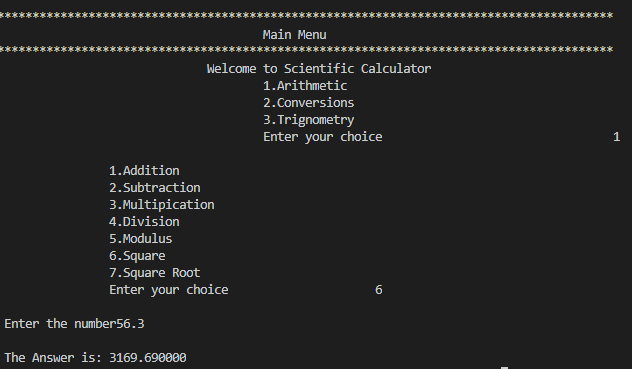 ****************************************************************************************
Main Menu
****************************************************************************************
Welcome to Scientific Calculator
1.Arithmetic
2.Conversions
3.Trignometry
Enter your choice 1
1.Addition
2.Subtraction
3.Multipication
4.Division
5.Modulus
6.Square
7.Square Root
Enter your choice 6
Enter the number56.3
The Answer is: 3169.690000